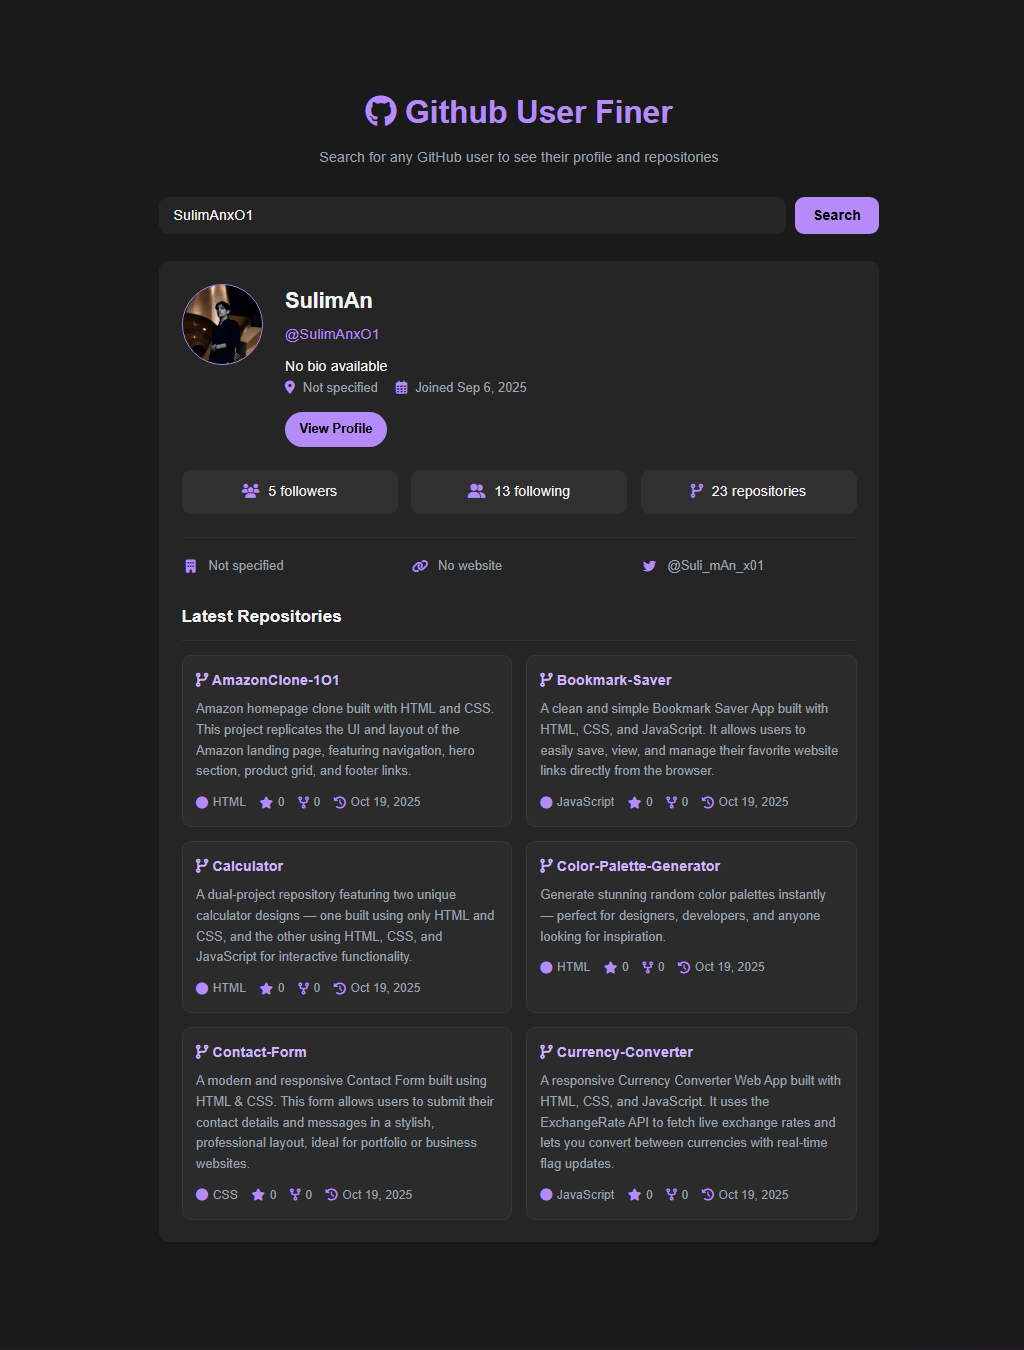 Github User Finer
Search for any GitHub user to see their profile and repositories
SulimAnxO1
Search
SulimAn
@SulimAnxO1
No bio available
Not specified
Joined Sep 6, 2025
View Profile
5 followers
13 following
23 repositories
Not specified
No website
@Suli_mAn_x01
Latest Repositories
AmazonClone-1O1
Amazon homepage clone built with HTML and CSS.
This project replicates the UI and layout of the
Amazon landing page, featuring navigation, hero
section, product grid, and footer links.
HTML 0 0 Oct 19, 2025
Bookmark-Saver
A clean and simple Bookmark Saver App built with
HTML, CSS, and JavaScript. It allows users to
easily save, view, and manage their favorite website
links directly from the browser.
JavaScript 0 0 Oct 19, 2025
Calculator
A dual-project repository featuring two unique
calculator designs — one built using only HTML and
CSS, and the other using HTML, CSS, and
JavaScript for interactive functionality.
HTML 0 0 Oct 19, 2025
Color-Palette-Generator
Generate stunning random color palettes instantly
— perfect for designers, developers, and anyone
looking for inspiration.
HTML 0 0 Oct 19, 2025
Contact-Form
A modern and responsive Contact Form built using
HTML & CSS. This form allows users to submit their
contact details and messages in a stylish,
professional layout, ideal for portfolio or business
websites.
CSS 0 0 Oct 19, 2025
Currency-Converter
A responsive Currency Converter Web App built with
HTML, CSS, and JavaScript. It uses the
ExchangeRate API to fetch live exchange rates and
lets you convert between currencies with real-time
flag updates.
JavaScript 0 0 Oct 19, 2025